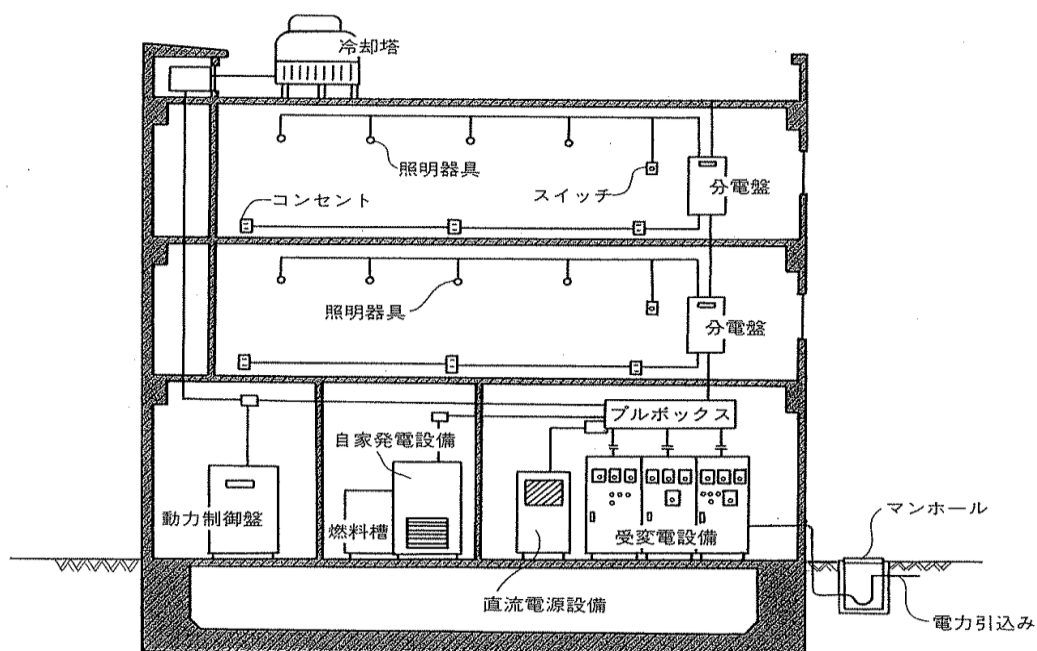 冷却塔
照明器具
コンセント
スイッチ
分電盤
照明器具
分電盤
プルボックス
自家発電設備
動力制御盤
燃料槽
受変電設備
マンホール
直流電源設備
電力引込み